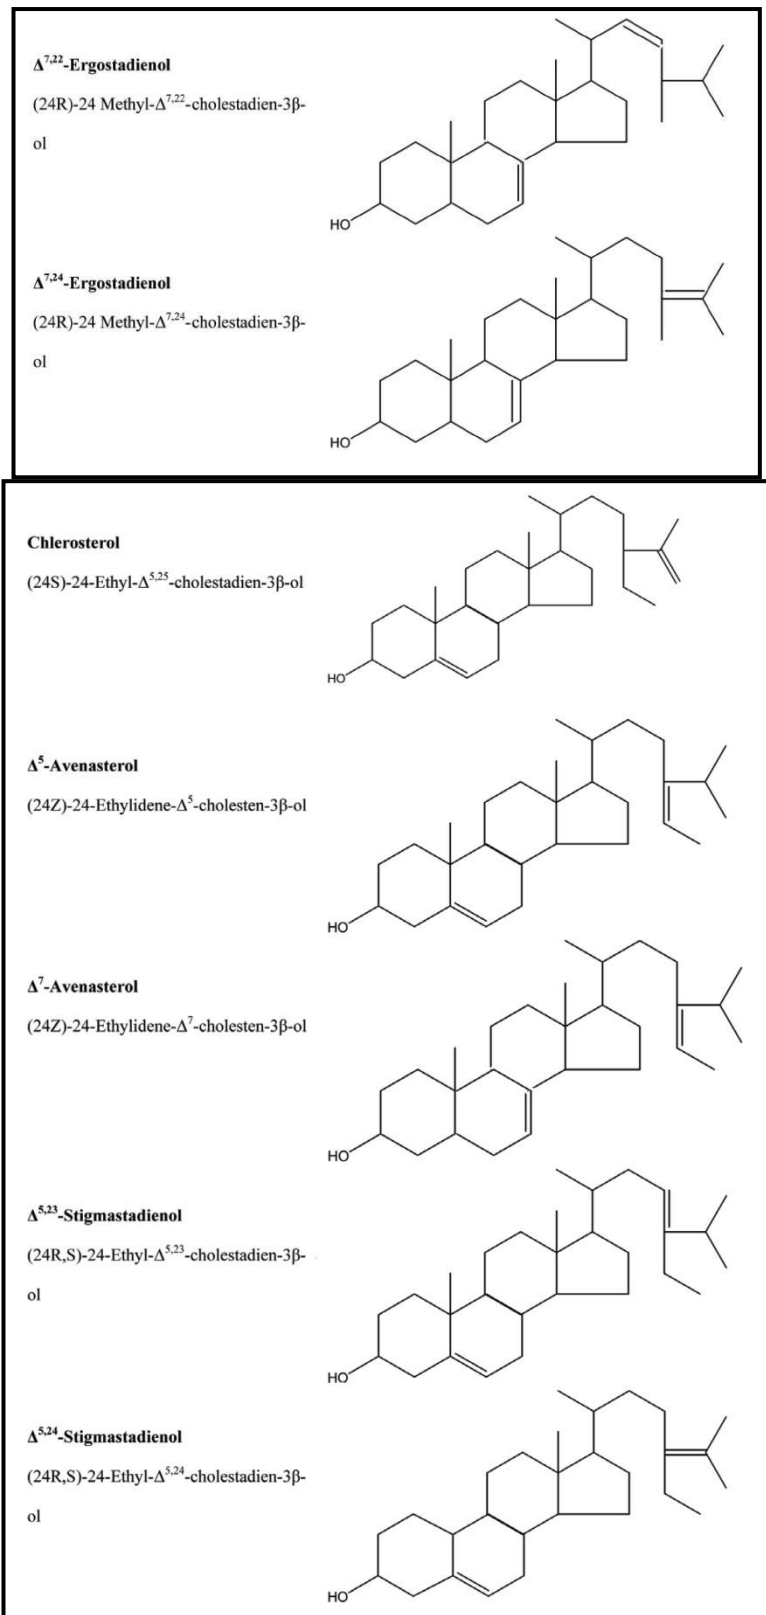 Δ7,22-Ergostadienol
(24R)-24 Methyl-Δ7,22-cholestadien-3β-
ol
HO
Δ7,24-Ergostadienol
(24R)-24 Methyl-Δ7,24-cholestadien-3β-
ol
HO
Chlerosterol
(24S)-24-Ethyl-Δ5,25-cholestadien-3β-ol
HO
Δ5-Avenasterol
(24Z)-24-Ethylidene-Δ5-cholesten-3β-ol
HO
Δ7-Avenasterol
(24Z)-24-Ethylidene-Δ7-cholesten-3β-ol
HO
Δ5,23-Stigmastadienol
(24R,S)-24-Ethyl-Δ5,23-cholestadien-3β-
ol
HO
Δ5,24-Stigmastadienol
(24R,S)-24-Ethyl-Δ5,24-cholestadien-3β-
ol
HO